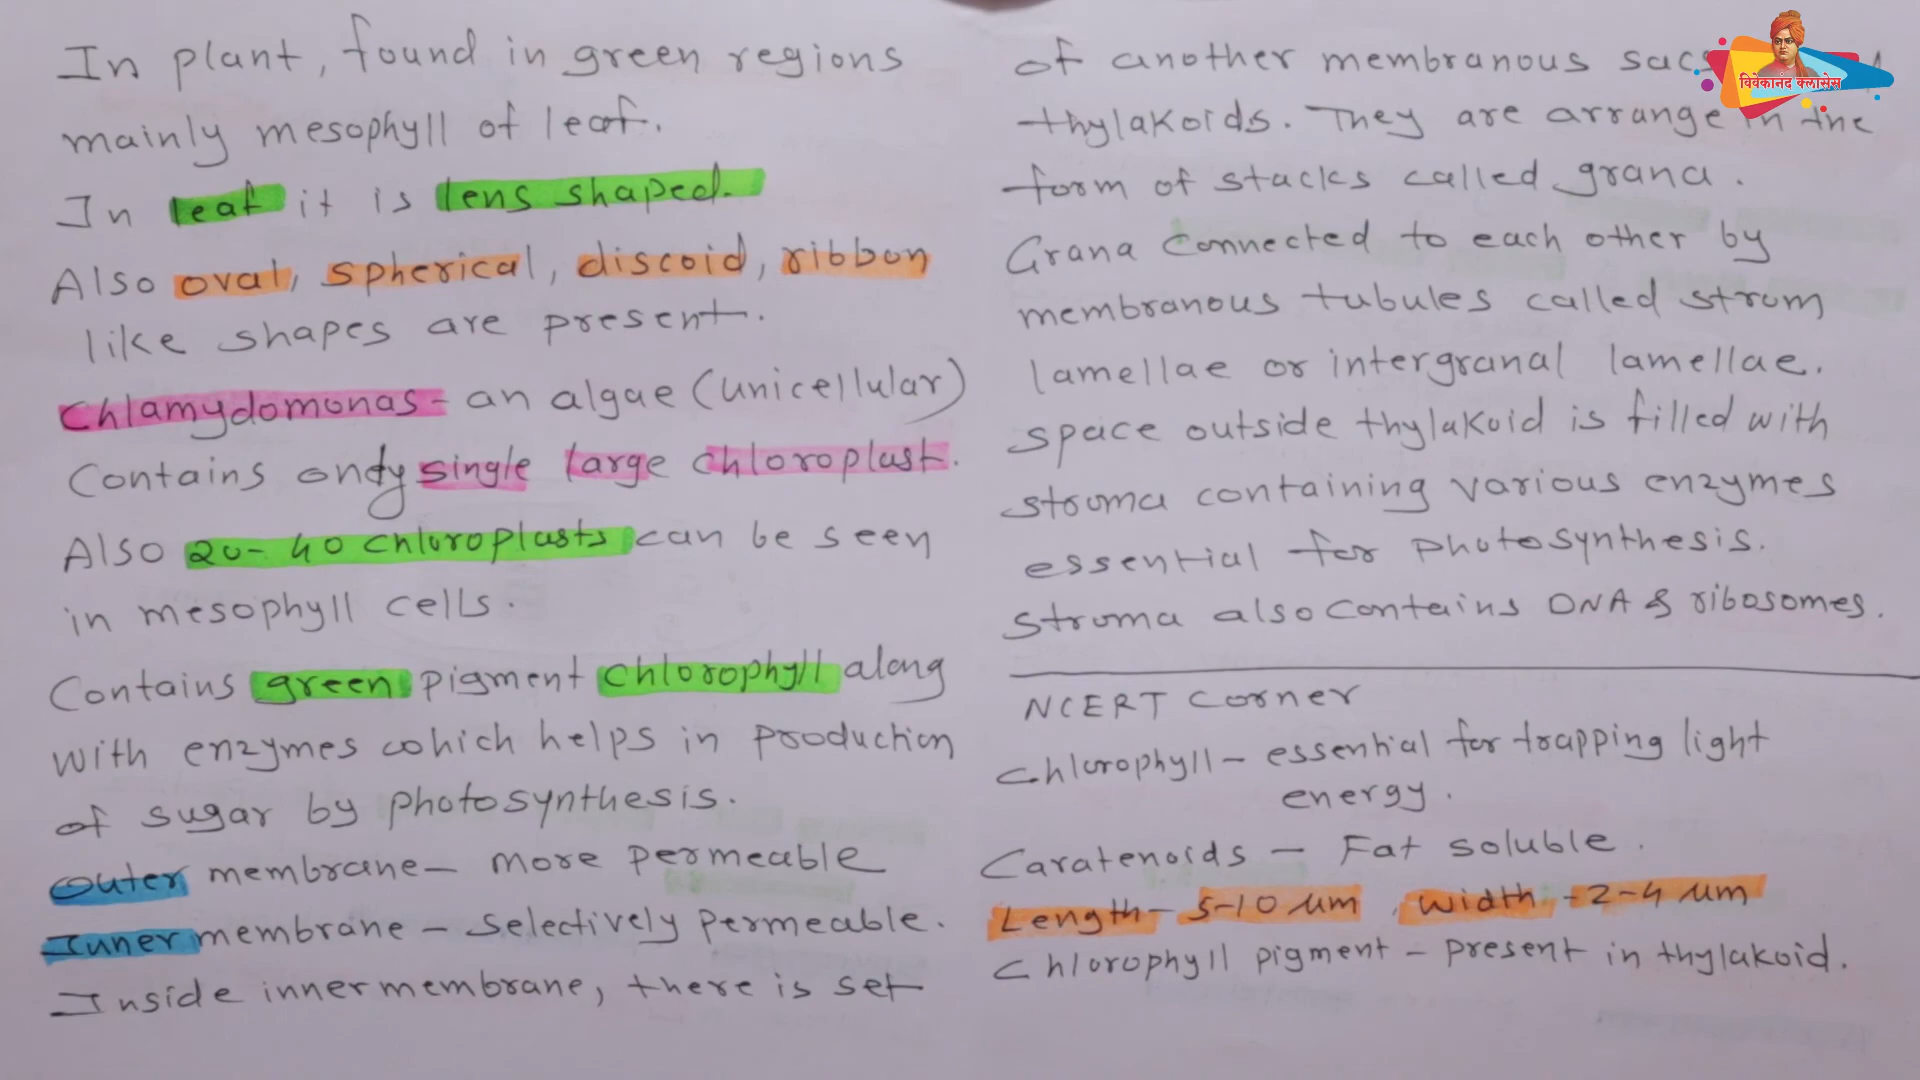 In plant, found in green regions
mainly mesophyll of leaf.
In leaf it is lens shaped.
Also oval, spherical, discoid, ribbon
like shapes are present.
Chlamydomonas - an algae (unicellular)
Contains only single large chloroplast.
Also 20-40 chloroplasts can be seen
in mesophyll cells.
Contains green pigment chlorophyll along
with enzymes which helps in production
of sugar by photosynthesis.
Outer membrane - more permeable
Inner membrane - selectively permeable.
Inside inner membrane, there is set
of another membranous sacs
thylakoids. They are arrange in the
form of stacks called grana.
Grana connected to each other by
membranous tubules called strom
lamellae or intergranal lamellae.
space outside thylakoid is filled with
stroma containing various enzymes
essential for photosynthesis.
stroma also contains DNA & ribosomes.
NCERT Corner
Chlorophyll - essential for trapping light
energy.
Caratenoids - Fat soluble.
Length - 5-10 µm, width - 2-4 µm
Chlorophyll pigment - present in thylakoid.
विवेकानंद क्लासेस